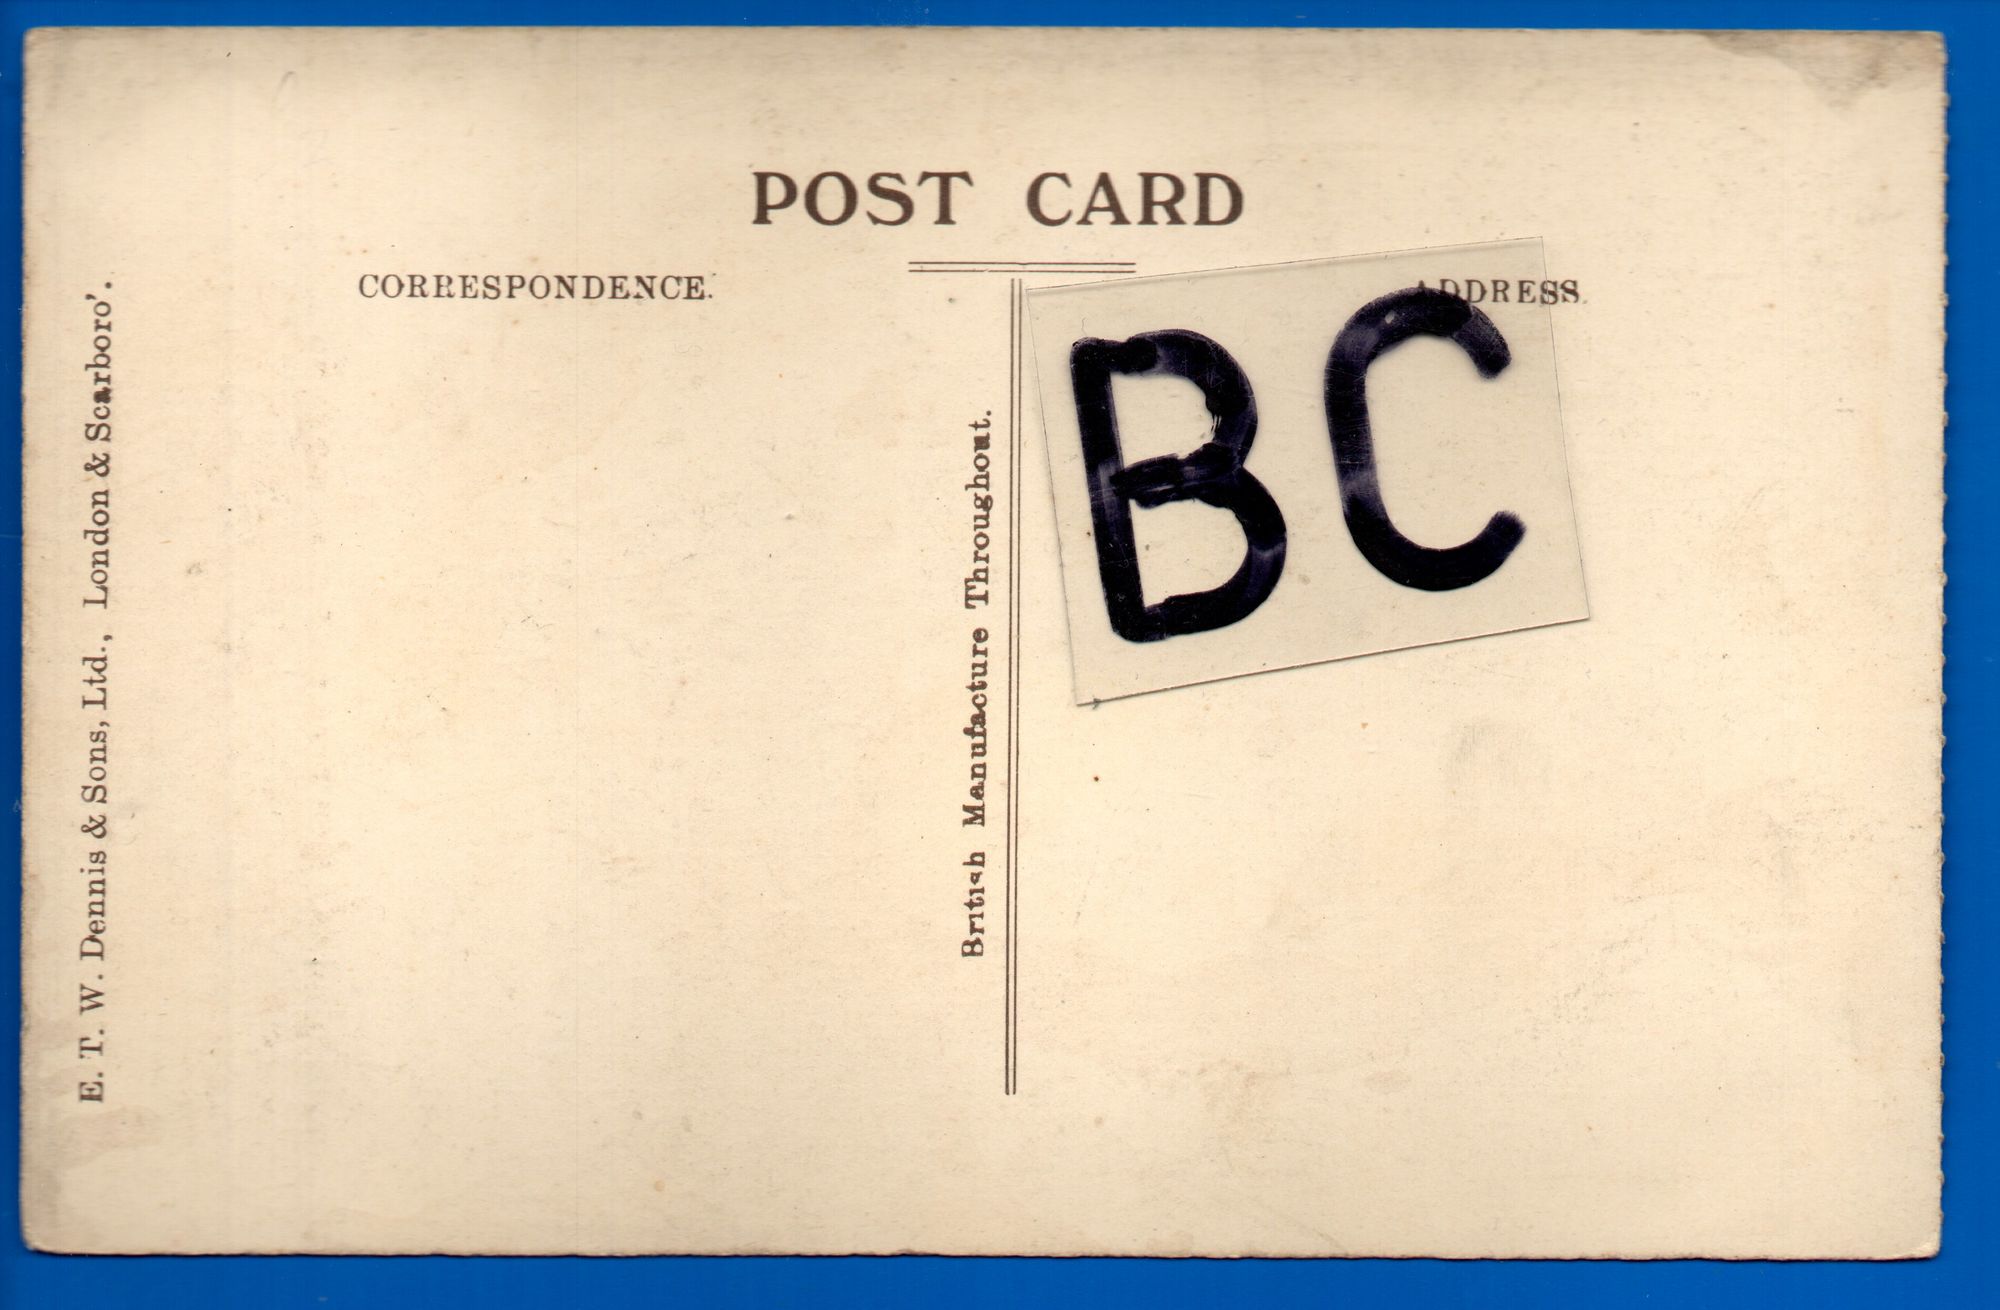 POST CARD
CORRESPONDENCE.
ADDRESS.
E. T. W. Dennis & Sons, Ltd., London & Scarboro'.
British Manufacture Throughout.
BC